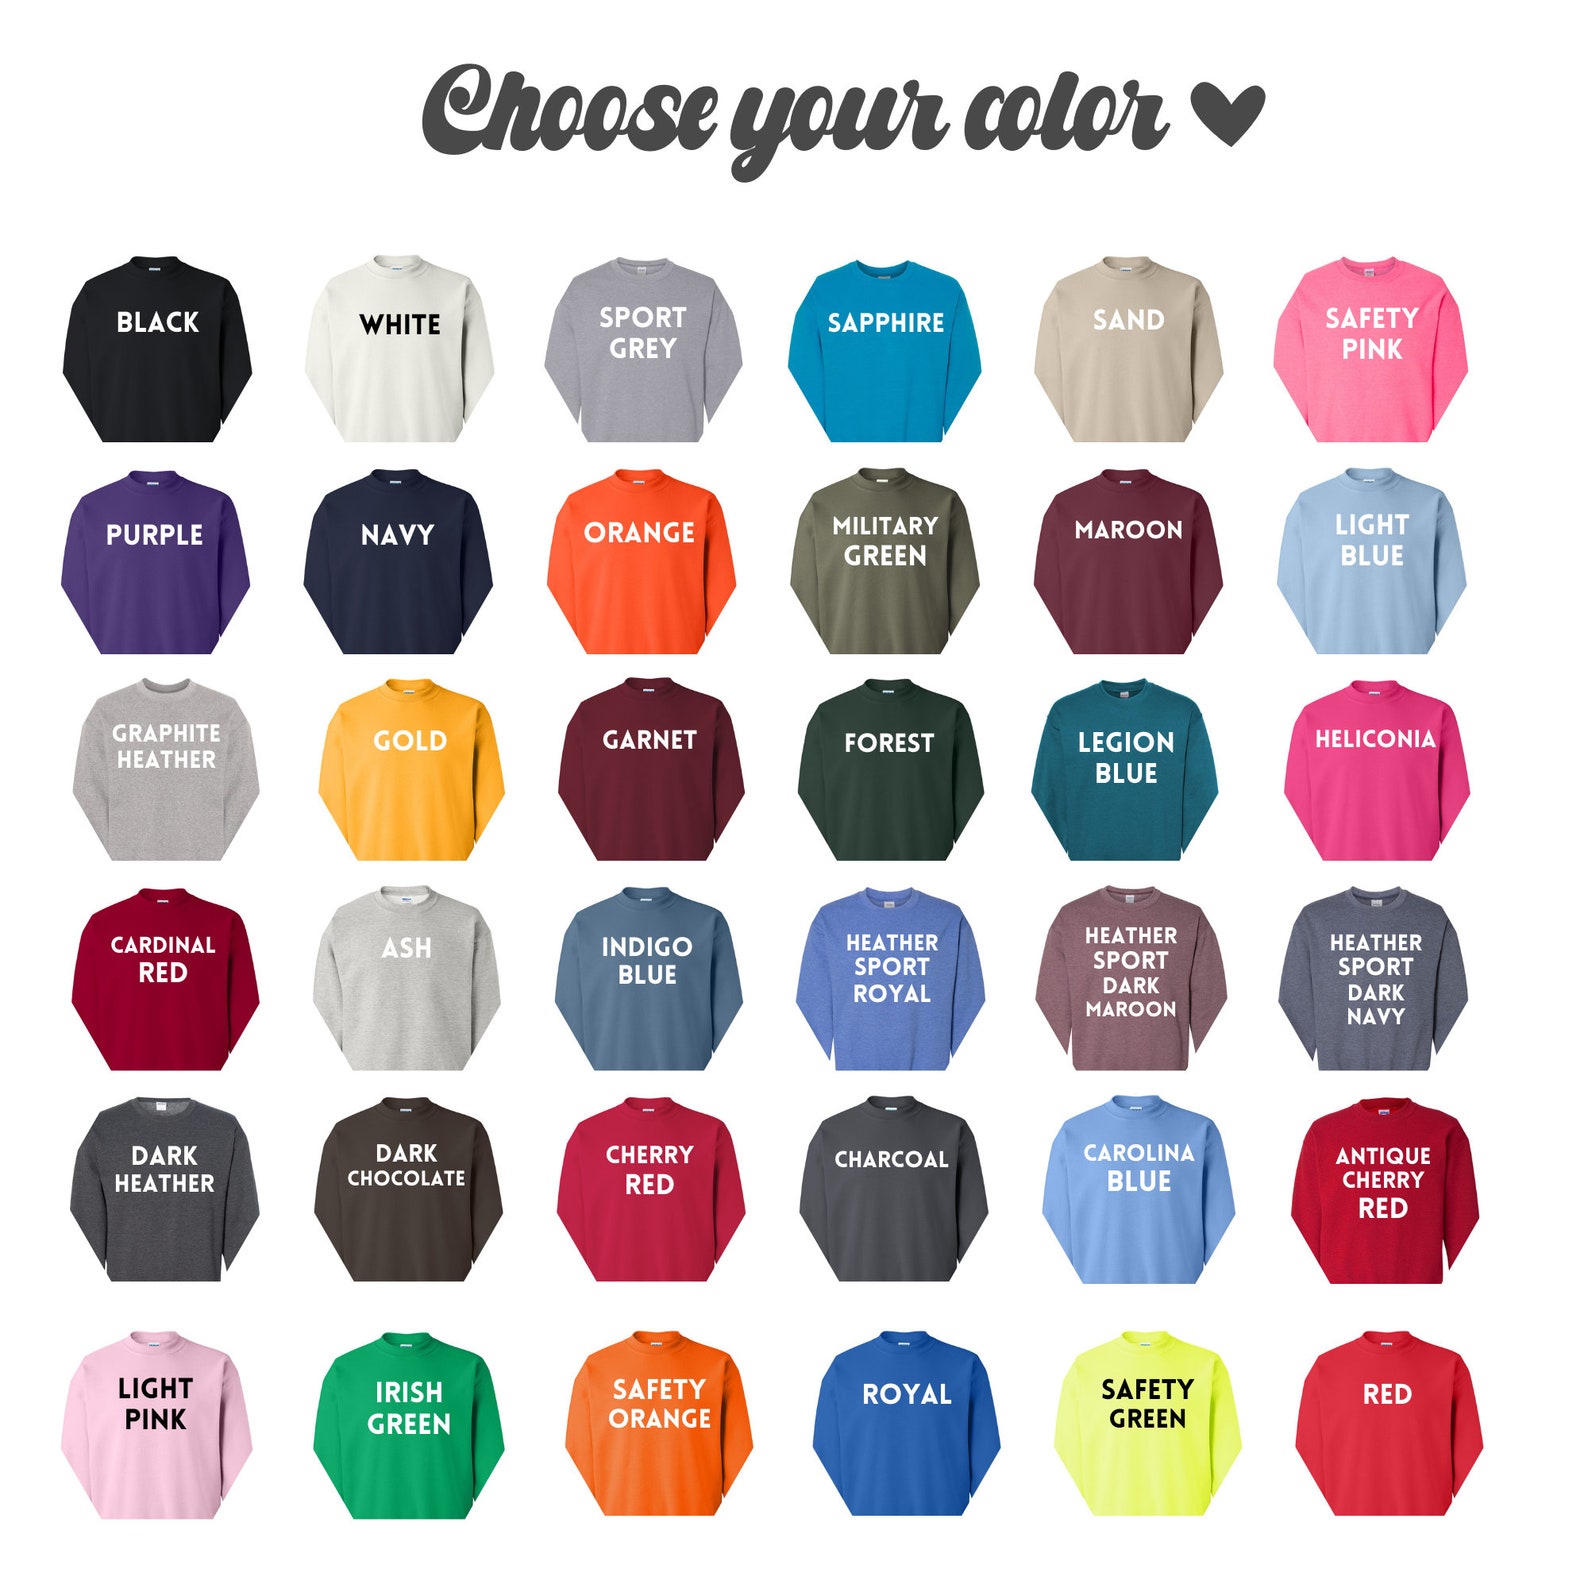 Choose your color
BLACK
WHITE
SPORT
GREY
SAPPHIRE
SAND
SAFETY
PINK
PURPLE
NAVY
ORANGE
MILITARY
GREEN
MAROON
LIGHT
BLUE
GRAPHITE
HEATHER
GOLD
GARNET
FOREST
LEGION
BLUE
HELICONIA
CARDINAL
RED
ASH
INDIGO
BLUE
HEATHER
SPORT
ROYAL
HEATHER
SPORT
DARK
MAROON
HEATHER
SPORT
DARK
NAVY
DARK
HEATHER
DARK
CHOCOLATE
CHERRY
RED
CHARCOAL
CAROLINA
BLUE
ANTIQUE
CHERRY
RED
LIGHT
PINK
IRISH
GREEN
SAFETY
ORANGE
ROYAL
SAFETY
GREEN
RED